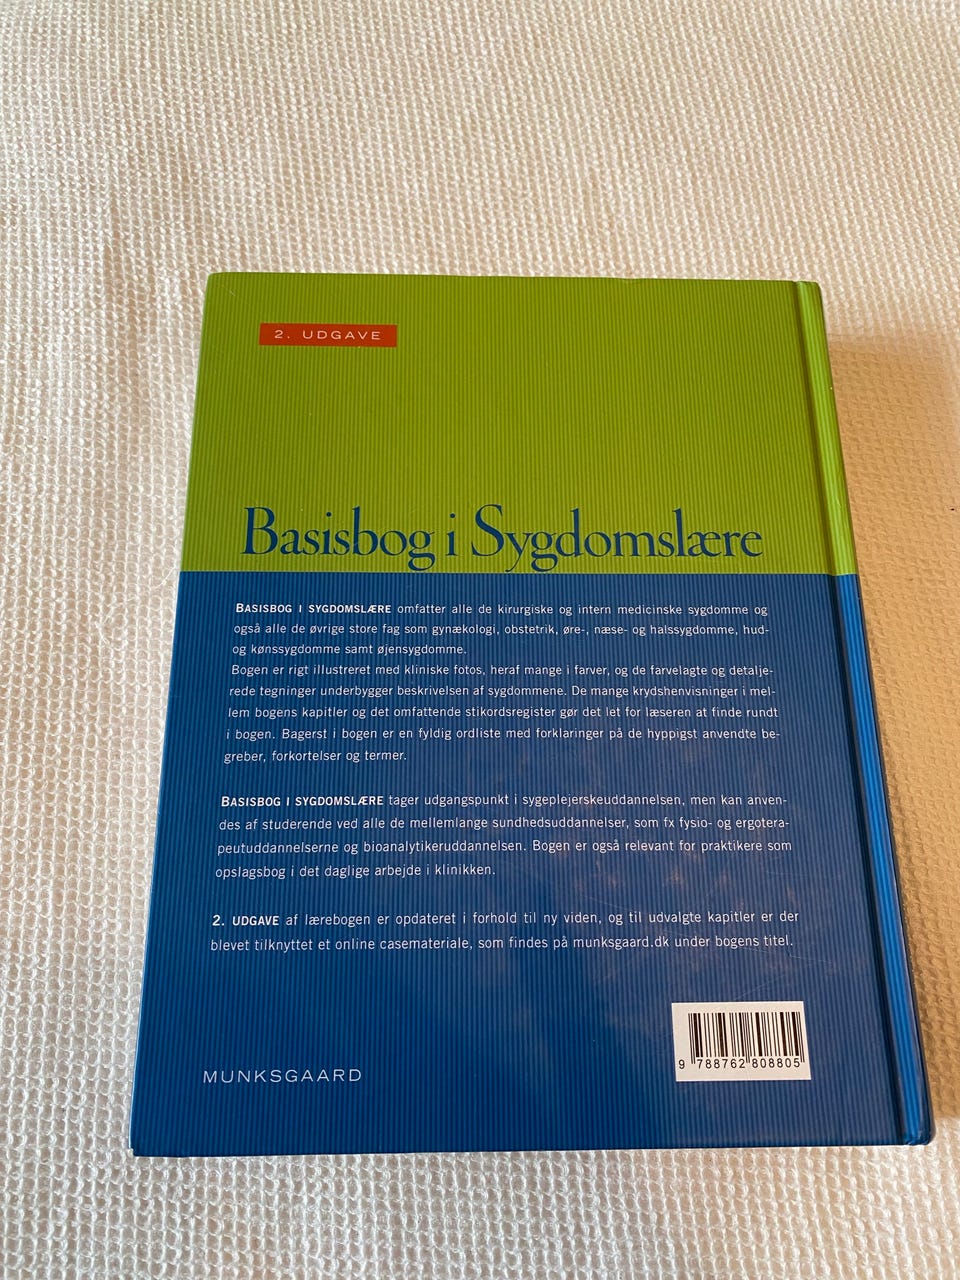 2. UDGAVE
Basisbog i Sygdomslære
BASISBOG I SYGDOMSLÆRE omfatter alle de kirurgiske og intern medicinske sygdomme og
også alle de øvrige store fag som gynækologi, obstetrik, øre-, næse- og halssygdomme, hud-
og kønssygdomme samt øjensygdomme.
Bogen er rigt illustreret med kliniske fotos, heraf mange i farver, og de farvelagte og detalje-
rede tegninger underbygger beskrivelsen af sygdommene. De mange krydshenvisninger i mel-
lem bogens kapitler og det omfattende stikordsregister gør det let for læseren at finde rundt
i bogen. Bagerst i bogen er en fyldig ordliste med forklaringer på de hyppigst anvendte be-
greber, forkortelser og termer.
BASISBOG I SYGDOMSLÆRE tager udgangspunkt i sygeplejerskeuddannelsen, men kan anven-
des af studerende ved alle de mellemlange sundhedsuddannelser, som fx fysio- og ergotera-
peutuddannelserne og bioanalytikeruddannelsen. Bogen er også relevant for praktikere som
opslagsbog i det daglige arbejde i klinikken.
2. UDGAVE af lærebogen er opdateret i forhold til ny viden, og til udvalgte kapitler er der
blevet tilknyttet et online casemateriale, som findes på munksgaard.dk under bogens titel.
MUNKSGAARD
9 788762 808805